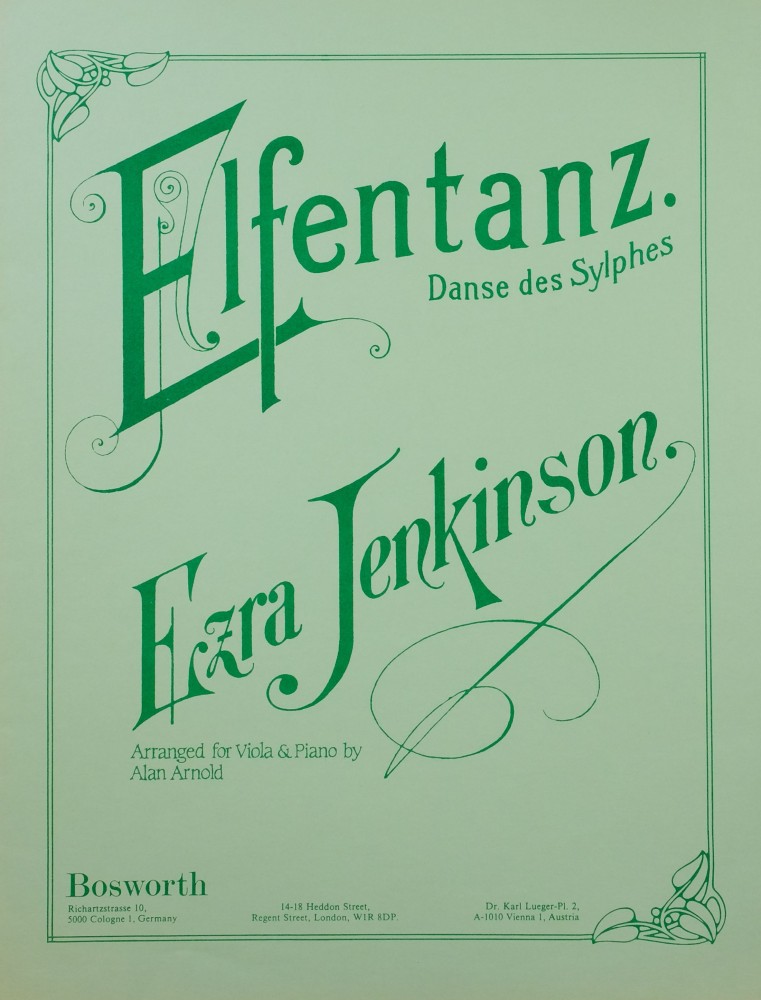 Elfentanz.
Danse des Sylphes
Ezra Jenkinson.
Arranged for Viola & Piano by
Alan Arnold
Bosworth
Richartzstrasse 10,
5000 Cologne 1, Germany
14-18 Heddon Street,
Regent Street, London, W1R 8DP.
Dr. Karl Lueger-Pl. 2,
A-1010 Vienna 1, Austria